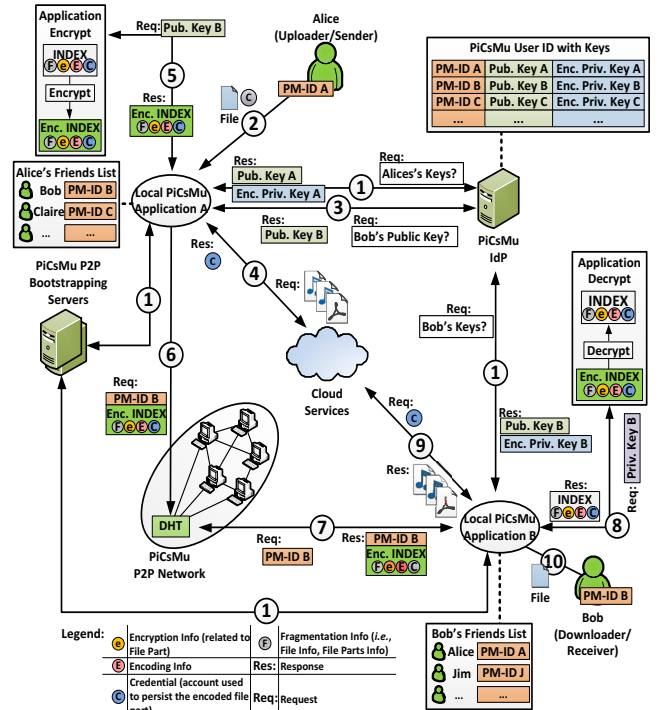 Application
Encrypt
INDEX
F e E C
Encrypt
Enc. INDEX
F e E C
Req: Pub. Key B
5
Res:
Enc. INDEX
F e E C
Alice
(Uploader/Sender)
PM-ID A
File
C
2
PiCsMu User ID with Keys
PM-ID A Pub. Key A Enc. Priv. Key A
PM-ID B Pub. Key B Enc. Priv. Key B
PM-ID C Pub. Key C Enc. Priv. Key C
... ... ...
Alice's Friends List
Bob PM-ID B
Claire PM-ID C
... ...
Local PiCsMu
Application A
Res:
Pub. Key A
Enc. Priv. Key A
1
Req:
Alices's Keys?
3
Res:
Pub. Key B
Req:
Bob's Public Key?
PiCsMu
IdP
PiCsMu P2P
Bootstrapping
Servers
1
Res:
C
4
Req:
Cloud
Services
6
Req:
PM-ID B
Enc. INDEX
F e E C
Req:
Bob's Keys?
1
Res:
Pub. Key B
Enc. Priv. Key B
Application
Decrypt
INDEX
F e E C
Decrypt
Enc. INDEX
F e E C
Req: Priv. Key B
Req:
C
9
Res:
DHT
PiCsMu
P2P Network
7
Req:
PM-ID B
Res:
PM-ID B
Enc. INDEX
F e E C
Local PiCsMu
Application B
Res:
INDEX
F e E C
8
10
File
PM-ID B
Bob
(Downloader/
Receiver)
1
Bob's Friends List
Alice PM-ID A
Jim PM-ID J
... ...
Legend:
e Encryption Info (related to
File Part)
E Encoding Info
C Credential (account used
to persist the encoded file
part)
F Fragmentation Info (i.e.,
File Info, File Parts Info)
Res: Response
Req: Request